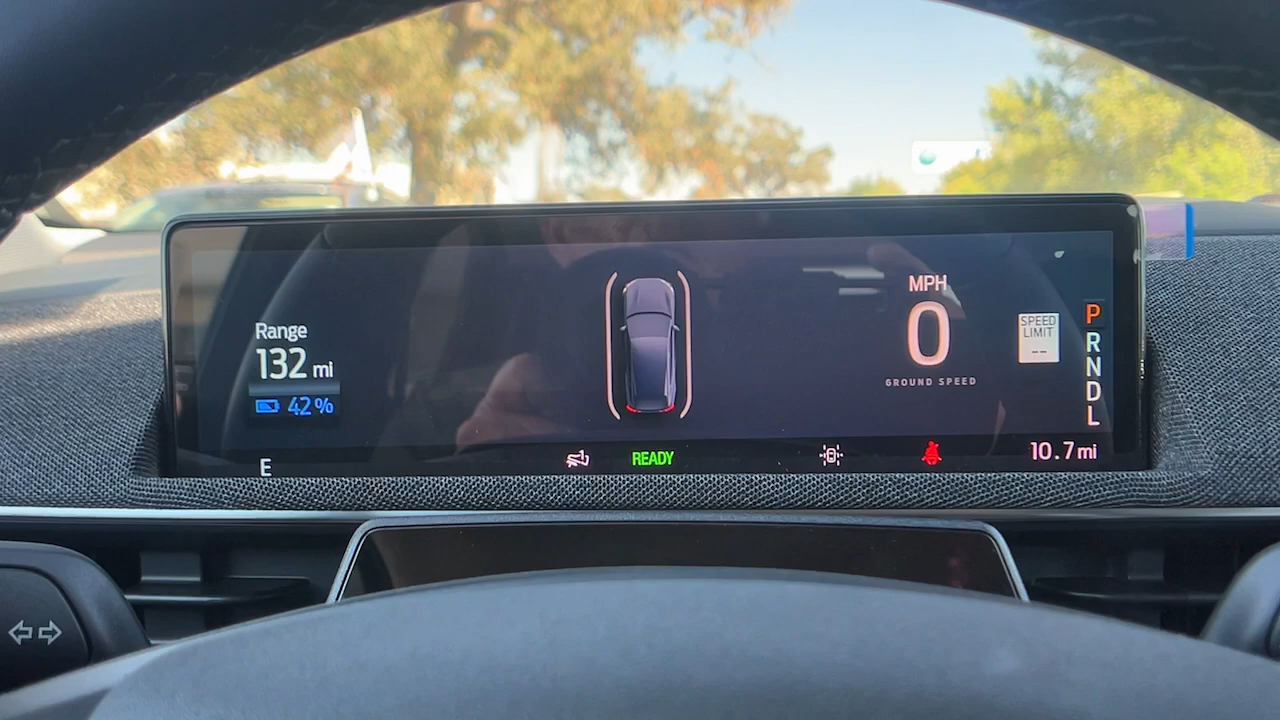 Range
132 mi
42%
E
READY
MPH
0
GROUND SPEED
SPEED
LIMIT
--
P
R
N
D
L
10.7 mi